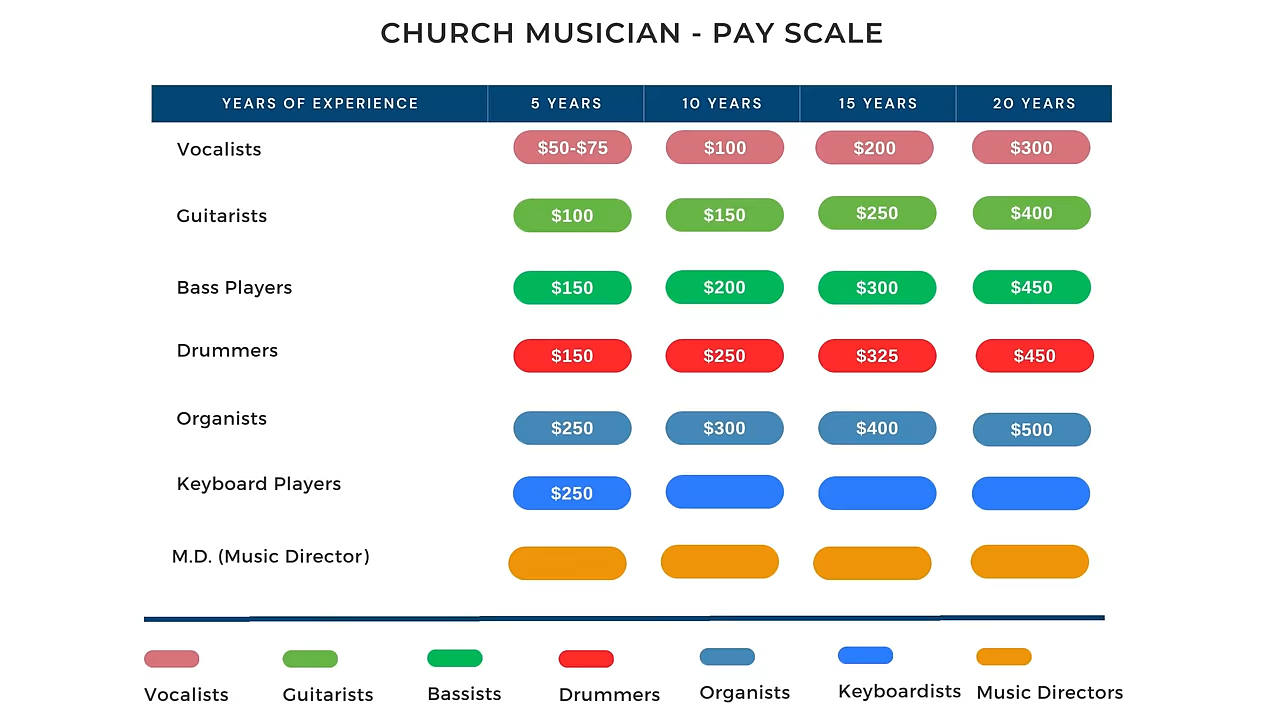 CHURCH MUSICIAN - PAY SCALE
YEARS OF EXPERIENCE 5 YEARS 10 YEARS 15 YEARS 20 YEARS
Vocalists $50-$75 $100 $200 $300
Guitarists $100 $150 $250 $400
Bass Players $150 $200 $300 $450
Drummers $150 $250 $325 $450
Organists $250 $300 $400 $500
Keyboard Players $250
M.D. (Music Director)
Vocalists Guitarists Bassists Drummers Organists Keyboardists Music Directors